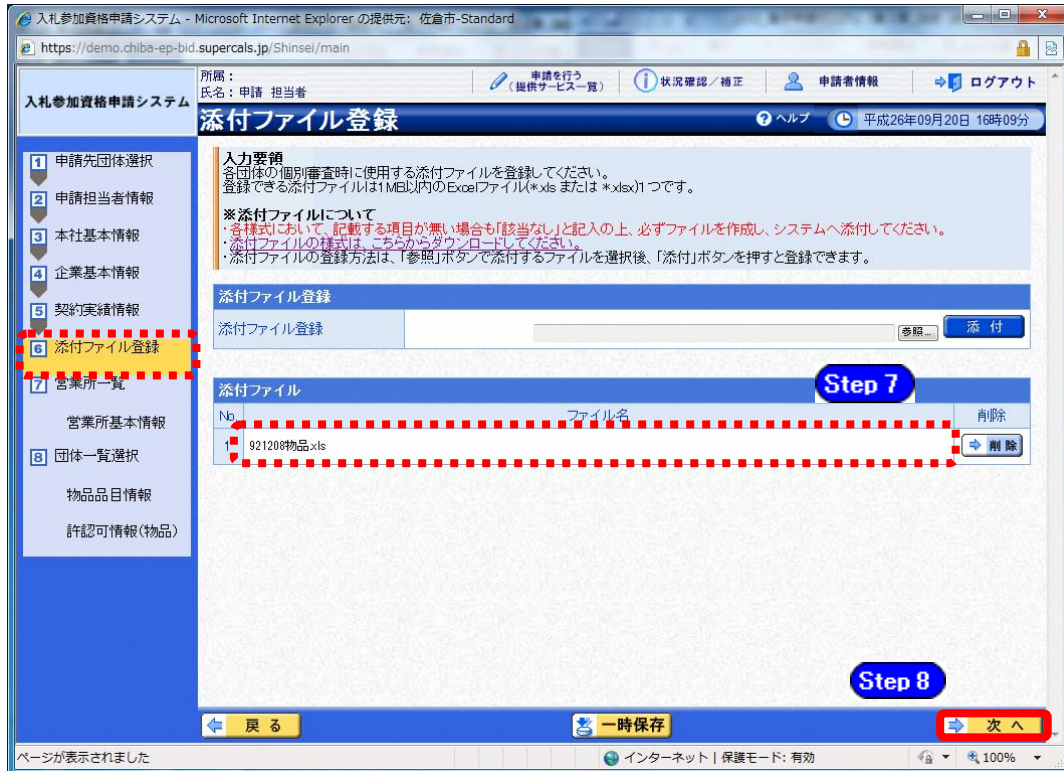 入札参加資格申請システム - Microsoft Internet Explorer の提供元: 佐倉市-Standard
https://demo.chiba-ep-bid.supercals.jp/Shinsei/main
入札参加資格申請システム
所属:
氏名:申請 担当者
申請を行う
(提供サービス一覧)
状況確認/補正
申請者情報
ログアウト
添付ファイル登録
ヘルプ
平成26年09月20日 16時09分
1 申請先団体選択
2 申請担当者情報
3 本社基本情報
4 企業基本情報
5 契約実績情報
6 添付ファイル登録
7 営業所一覧
営業所基本情報
8 団体一覧選択
物品品目情報
許認可情報(物品)
入力要領
各団体の個別審査時に使用する添付ファイルを登録してください。
登録できる添付ファイルは1MB以内のExcelファイル(*.xls または *.xlsx)1つです。
※添付ファイルについて
・各様式において、記載する項目が無い場合も「該当なし」と記入の上、必ずファイルを作成し、システムへ添付してください。
・添付ファイルの様式は、こちらからダウンロードしてください。
・添付ファイルの登録方法は、「参照」ボタンで添付するファイルを選択後、「添付」ボタンを押すと登録できます。
添付ファイル登録
添付ファイル登録
参照...
添 付
Step 7
添付ファイル
No. ファイル名 削除
1 921208物品.xls 削除
Step 8
戻 る
一時保存
次 へ
ページが表示されました
インターネット | 保護モード: 有効
100%